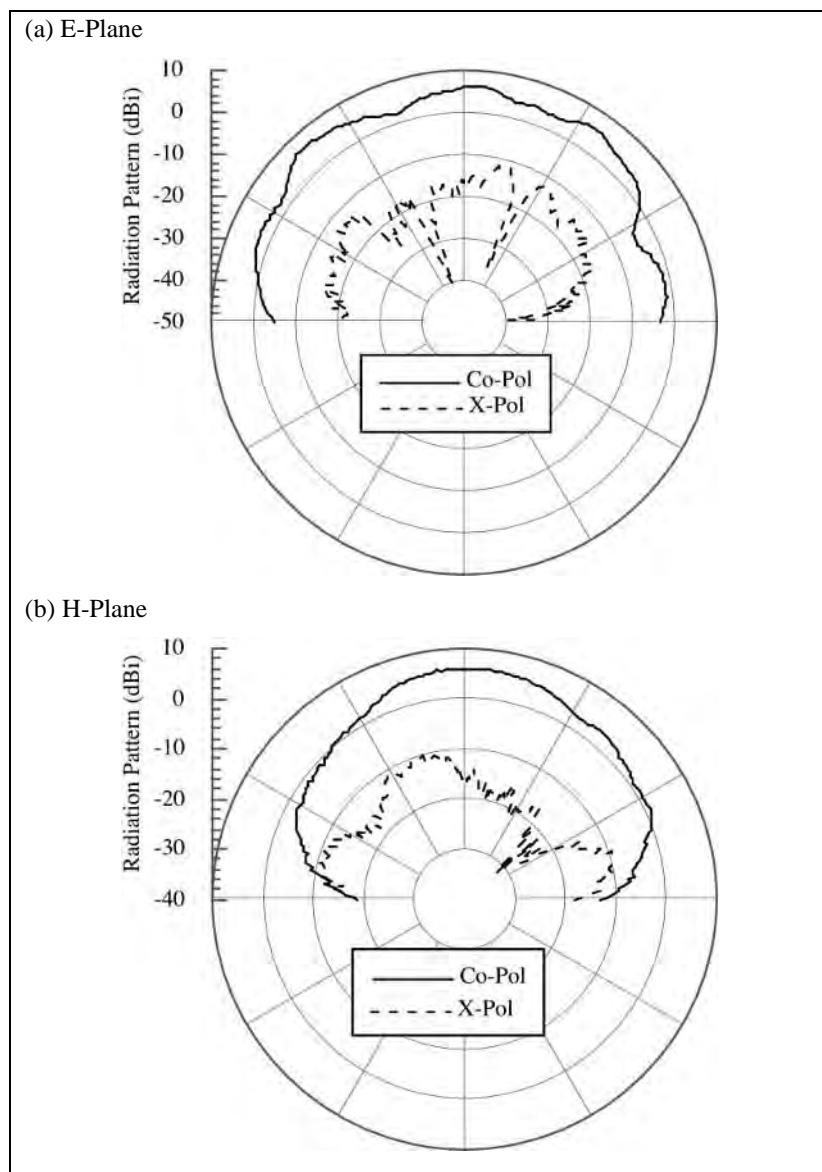 (a) E-Plane
Radiation Pattern (dBi)
10
0
-10
-20
-30
-40
-50
Co-Pol
X-Pol
(b) H-Plane
Radiation Pattern (dBi)
10
0
-10
-20
-30
-40
Co-Pol
X-Pol